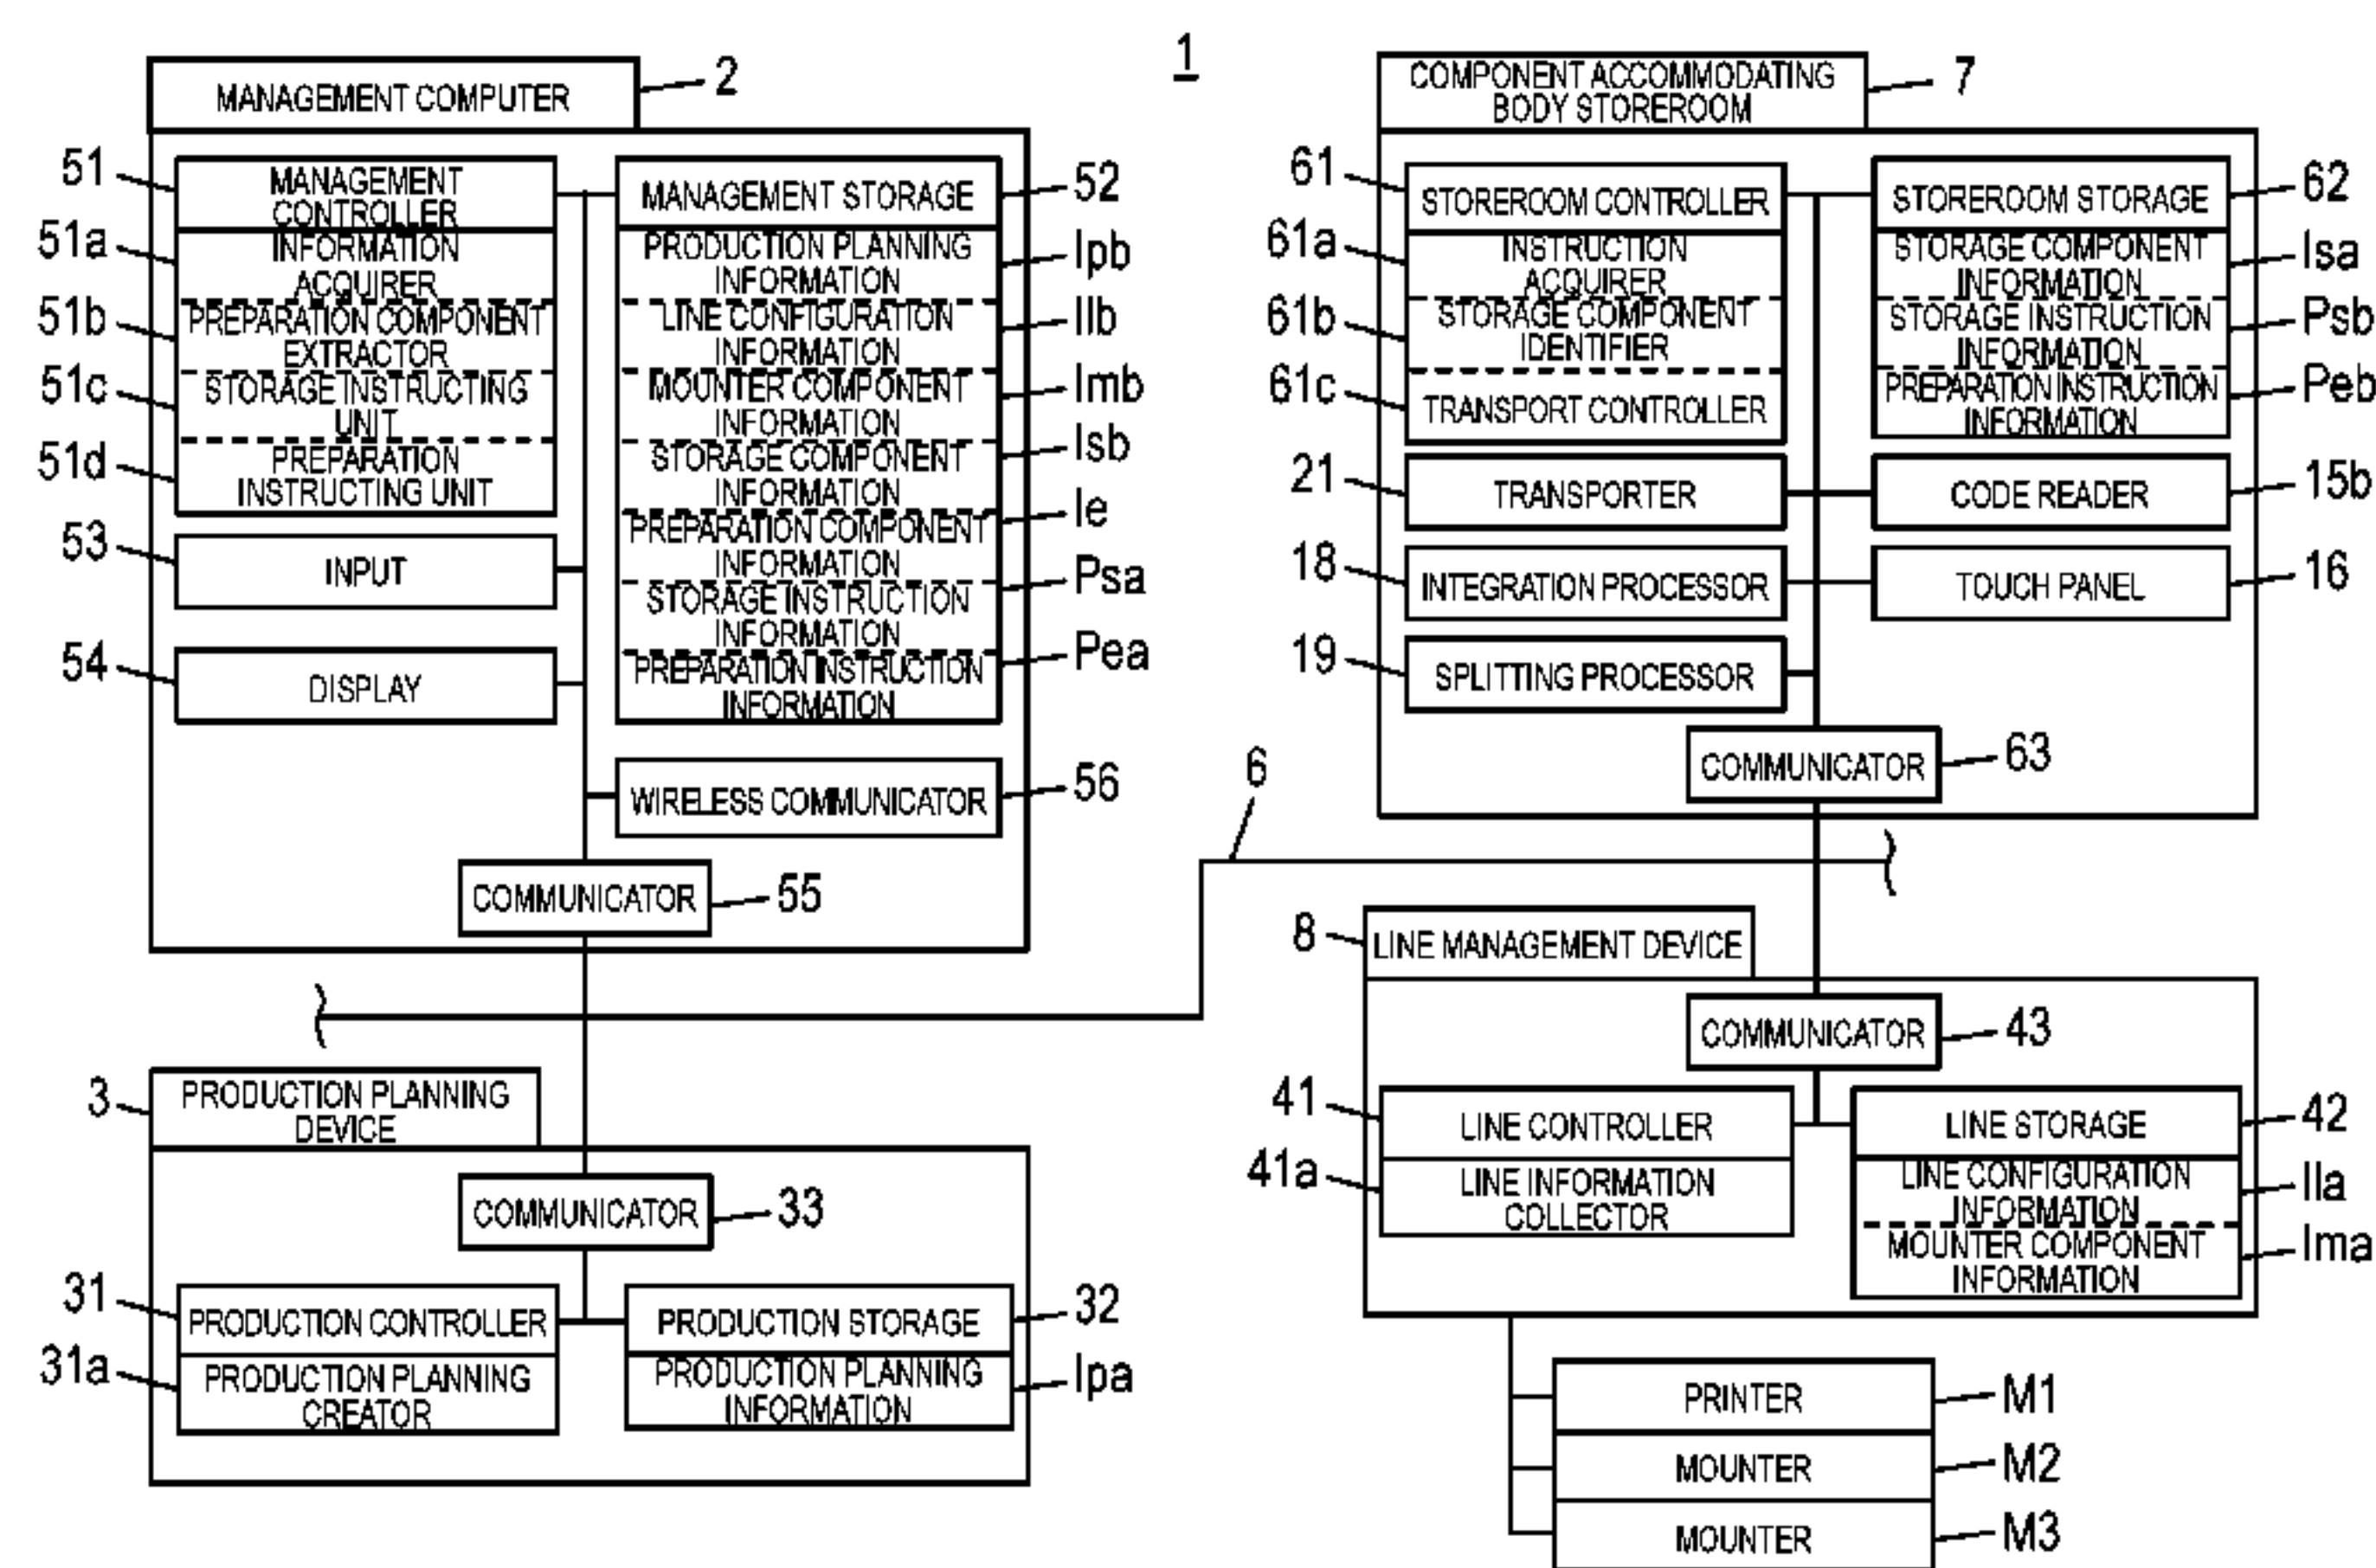 1
MANAGEMENT COMPUTER
2
51
MANAGEMENT
CONTROLLER
51a
INFORMATION
ACQUIRER
51b
PREPARATION COMPONENT
EXTRACTOR
51c
STORAGE INSTRUCTING
UNIT
51d
PREPARATION
INSTRUCTING UNIT
53
INPUT
54
DISPLAY
MANAGEMENT STORAGE
52
PRODUCTION PLANNING
INFORMATION
Ipb
LINE CONFIGURATION
INFORMATION
Ilb
MOUNTER COMPONENT
INFORMATION
Imb
STORAGE COMPONENT
INFORMATION
Isb
PREPARATION COMPONENT
INFORMATION
Ie
STORAGE INSTRUCTION
INFORMATION
Psa
PREPARATION INSTRUCTION
INFORMATION
Pea
WIRELESS COMMUNICATOR
56
COMMUNICATOR
55
COMPONENT ACCOMMODATING
BODY STOREROOM
7
61
STOREROOM CONTROLLER
61a
INSTRUCTION
ACQUIRER
61b
STORAGE COMPONENT
IDENTIFIER
61c
TRANSPORT CONTROLLER
21
TRANSPORTER
18
INTEGRATION PROCESSOR
19
SPLITTING PROCESSOR
STOREROOM STORAGE
62
STORAGE COMPONENT
INFORMATION
Isa
STORAGE INSTRUCTION
INFORMATION
Psb
PREPARATION INSTRUCTION
INFORMATION
Peb
CODE READER
15b
TOUCH PANEL
16
COMMUNICATOR
63
6
3
PRODUCTION PLANNING
DEVICE
COMMUNICATOR
33
31
PRODUCTION CONTROLLER
31a
PRODUCTION PLANNING
CREATOR
PRODUCTION STORAGE
32
PRODUCTION PLANNING
INFORMATION
Ipa
8
LINE MANAGEMENT DEVICE
COMMUNICATOR
43
41
LINE CONTROLLER
41a
LINE INFORMATION
COLLECTOR
LINE STORAGE
42
LINE CONFIGURATION
INFORMATION
Ila
MOUNTER COMPONENT
INFORMATION
Ima
PRINTER
M1
MOUNTER
M2
MOUNTER
M3